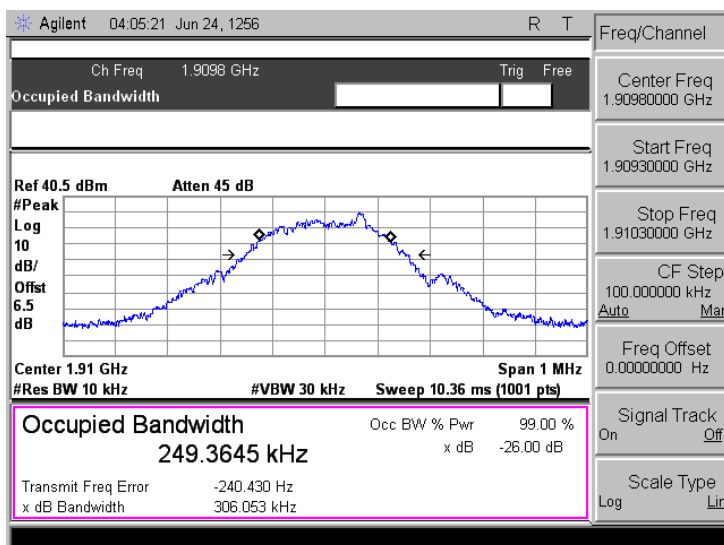 Agilent 04:05:21 Jun 24, 1256 R T
Freq/Channel
Ch Freq 1.9098 GHz Trig Free
Occupied Bandwidth
Center Freq
1.90980000 GHz
Start Freq
1.90930000 GHz
Stop Freq
1.91030000 GHz
CF Step
100.000000 kHz
Auto Man
Freq Offset
0.00000000 Hz
Signal Track
On Off
Scale Type
Log Lin
Ref 40.5 dBm Atten 45 dB
#Peak
Log
10
dB/
Offst
6.5
dB
Center 1.91 GHz Span 1 MHz
#Res BW 10 kHz #VBW 30 kHz Sweep 10.36 ms (1001 pts)
Occupied Bandwidth Occ BW % Pwr 99.00 %
249.3645 kHz x dB -26.00 dB
Transmit Freq Error -240.430 Hz
x dB Bandwidth 306.053 kHz